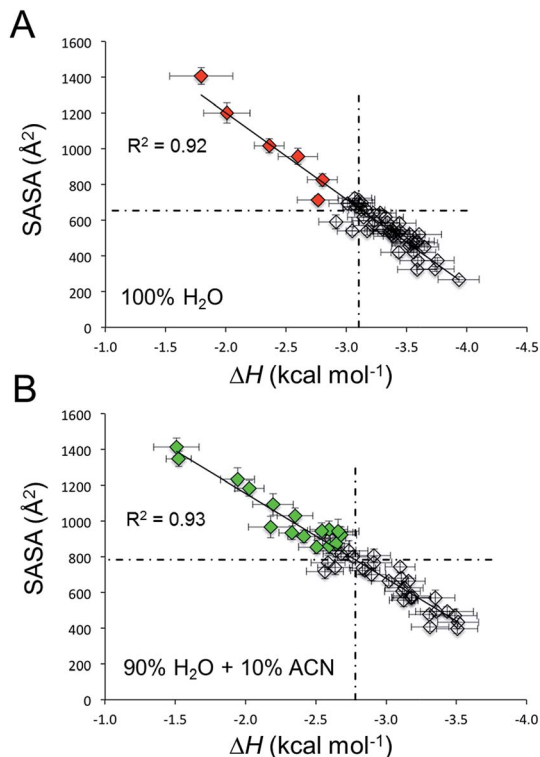 A
1600
1400
1200
1000
800
600
400
200
0
SASA (Å²)
R² = 0.92
100% H₂O
-1.0 -1.5 -2.0 -2.5 -3.0 -3.5 -4.0 -4.5
ΔH (kcal mol⁻¹)
B
1600
1400
1200
1000
800
600
400
200
0
SASA (Å²)
R² = 0.93
90% H₂O + 10% ACN
-1.0 -1.5 -2.0 -2.5 -3.0 -3.5 -4.0
ΔH (kcal mol⁻¹)